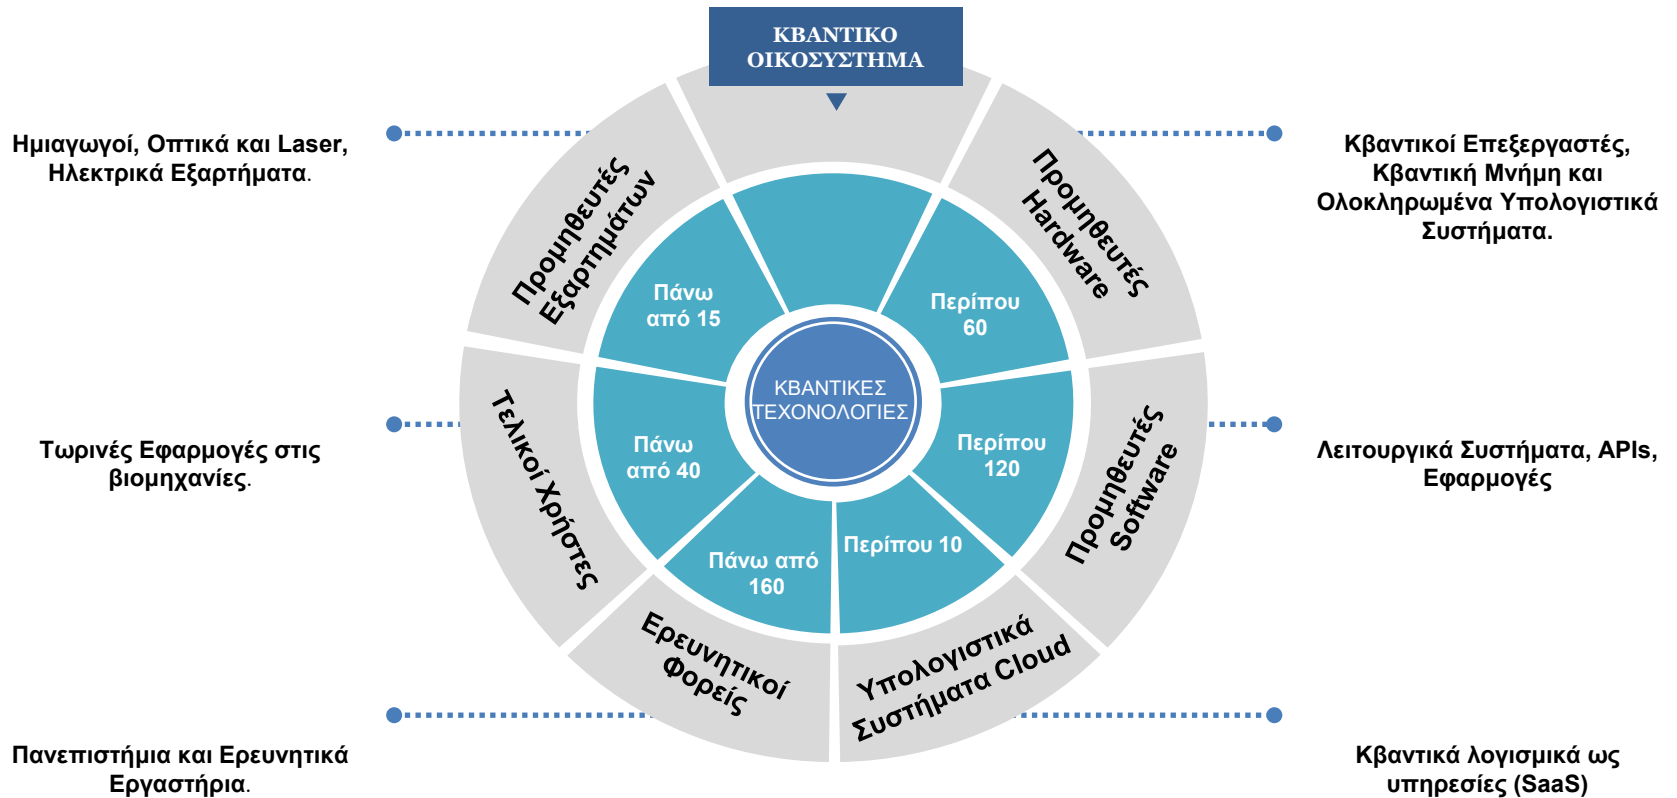 ΚΒΑΝΤΙΚΟ
ΟΙΚΟΣΥΣΤΗΜΑ
Ημιαγωγοί, Οπτικά και Laser,
Ηλεκτρικά Εξαρτήματα.
Κβαντικοί Επεξεργαστές,
Κβαντική Μνήμη και
Ολοκληρωμένα Υπολογιστικά
Συστήματα.
Προμηθευτές
Εξαρτημάτων
Προμηθευτές
Hardware
Πάνω
από 15
Περίπου
60
ΚΒΑΝΤΙΚΕΣ
ΤΕΧΟΝΟΛΟΓΙΕΣ
Τωρινές Εφαρμογές στις
βιομηχανίες.
Τελικοί Χρήστες
Πάνω
από 40
Περίπου
120
Προμηθευτές
Software
Λειτουργικά Συστήματα, APIs,
Εφαρμογές
Πάνω από
160
Περίπου 10
Ερευνητικοί
Φορείς
Υπολογιστικά
Συστήματα Cloud
Πανεπιστήμια και Ερευνητικά
Εργαστήρια.
Κβαντικά λογισμικά ως
υπηρεσίες (SaaS)